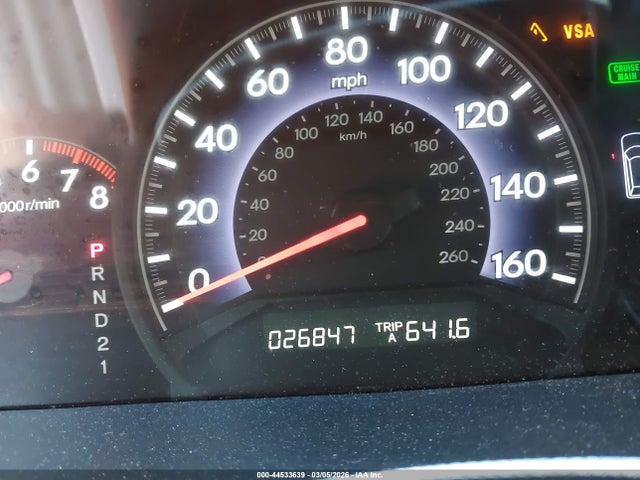 VSA
CRUISE
MAIN
0 20 40 60 80 100 120 140 160
mph
0 20 40 60 80 100 120 140 160 180 200 220 240 260
km/h
6 7 8
000r/min
P
R
N
D
2
1
026847 TRIP A 641.6
000-44533639 - 03/05/2026 - IAA Inc.